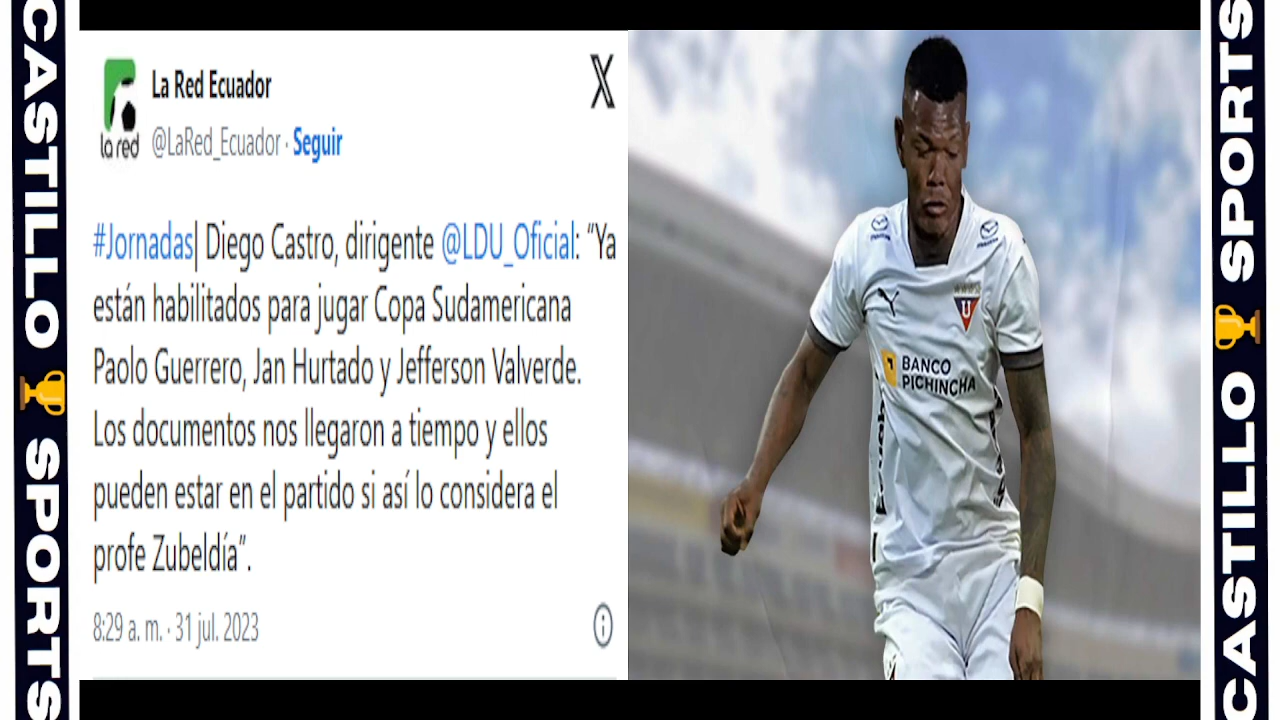 CASTILLO 🏆 SPORTS
La Red Ecuador
X
la red
@LaRed_Ecuador · Seguir
#Jornadas| Diego Castro, dirigente @LDU_Oficial: “Ya
están habilitados para jugar Copa Sudamericana
Paolo Guerrero, Jan Hurtado y Jefferson Valverde.
Los documentos nos llegaron a tiempo y ellos
pueden estar en el partido si así lo considera el
profe Zubeldía”.
8:29 a. m. · 31 jul. 2023
mazda
mazda
U
BANCO
PICHINCHA
CASTILLO 🏆 SPORTS